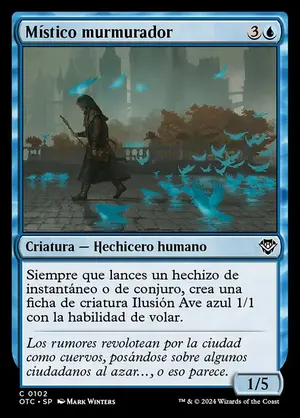 Místico murmurador 3
Criatura — Hechicero humano
Siempre que lances un hechizo de
instantáneo o de conjuro, crea una
ficha de criatura Ilusión Ave azul 1/1
con la habilidad de volar.
Los rumores revolotean por la ciudad
como cuervos, posándose sobre algunos
ciudadanos al azar…, o eso parece.
1/5
C 0102
OTC • SP Mark Winters
™ & © 2024 Wizards of the Coast